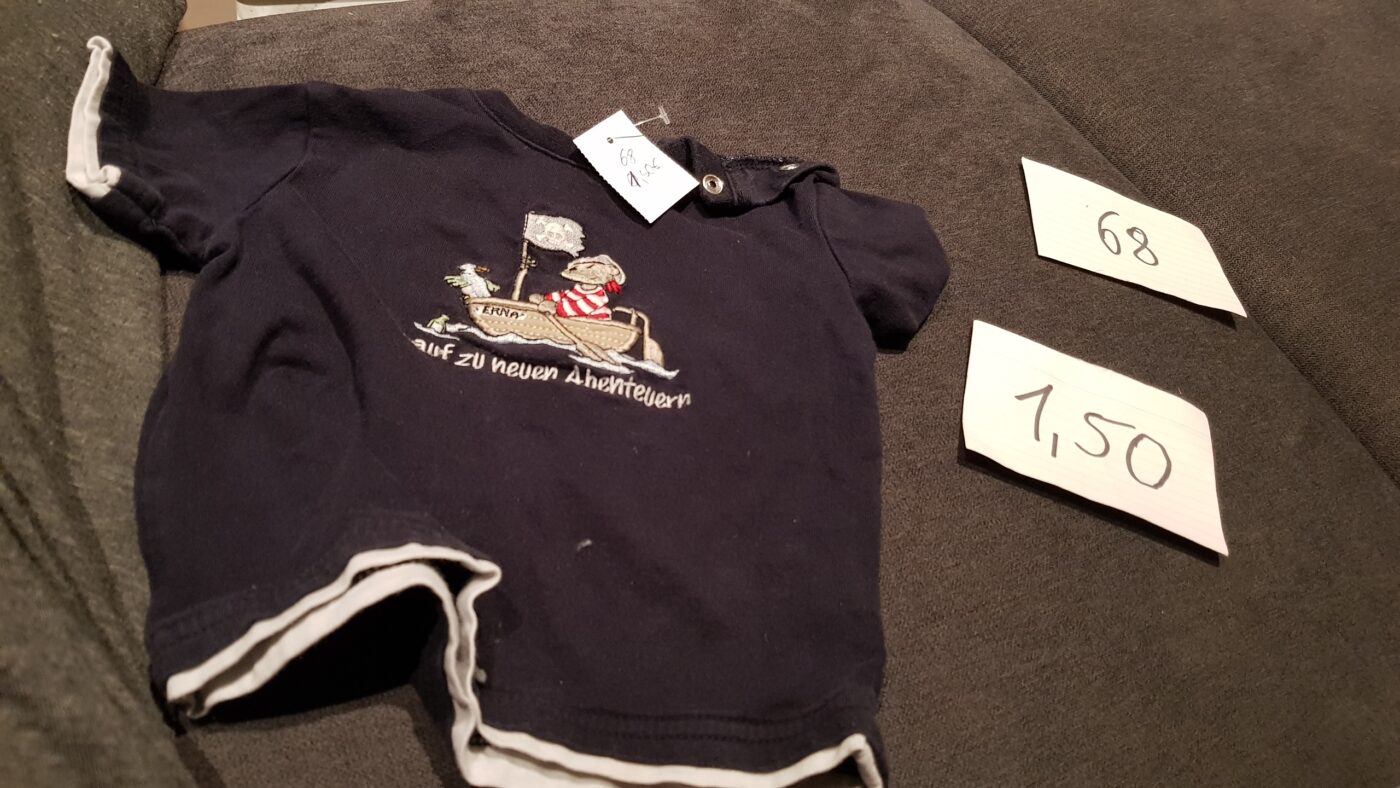 68
1,50€
ERNA
auf zu neuen Abenteuern
68
1,50